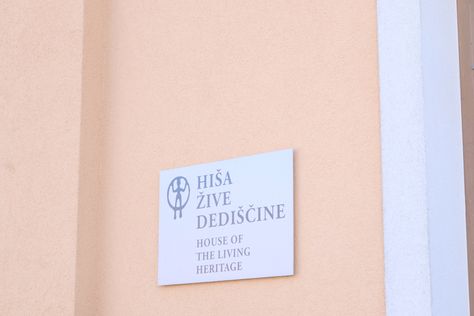 HIŠA
ŽIVE
DEDIŠČINE
HOUSE OF
THE LIVING
HERITAGE